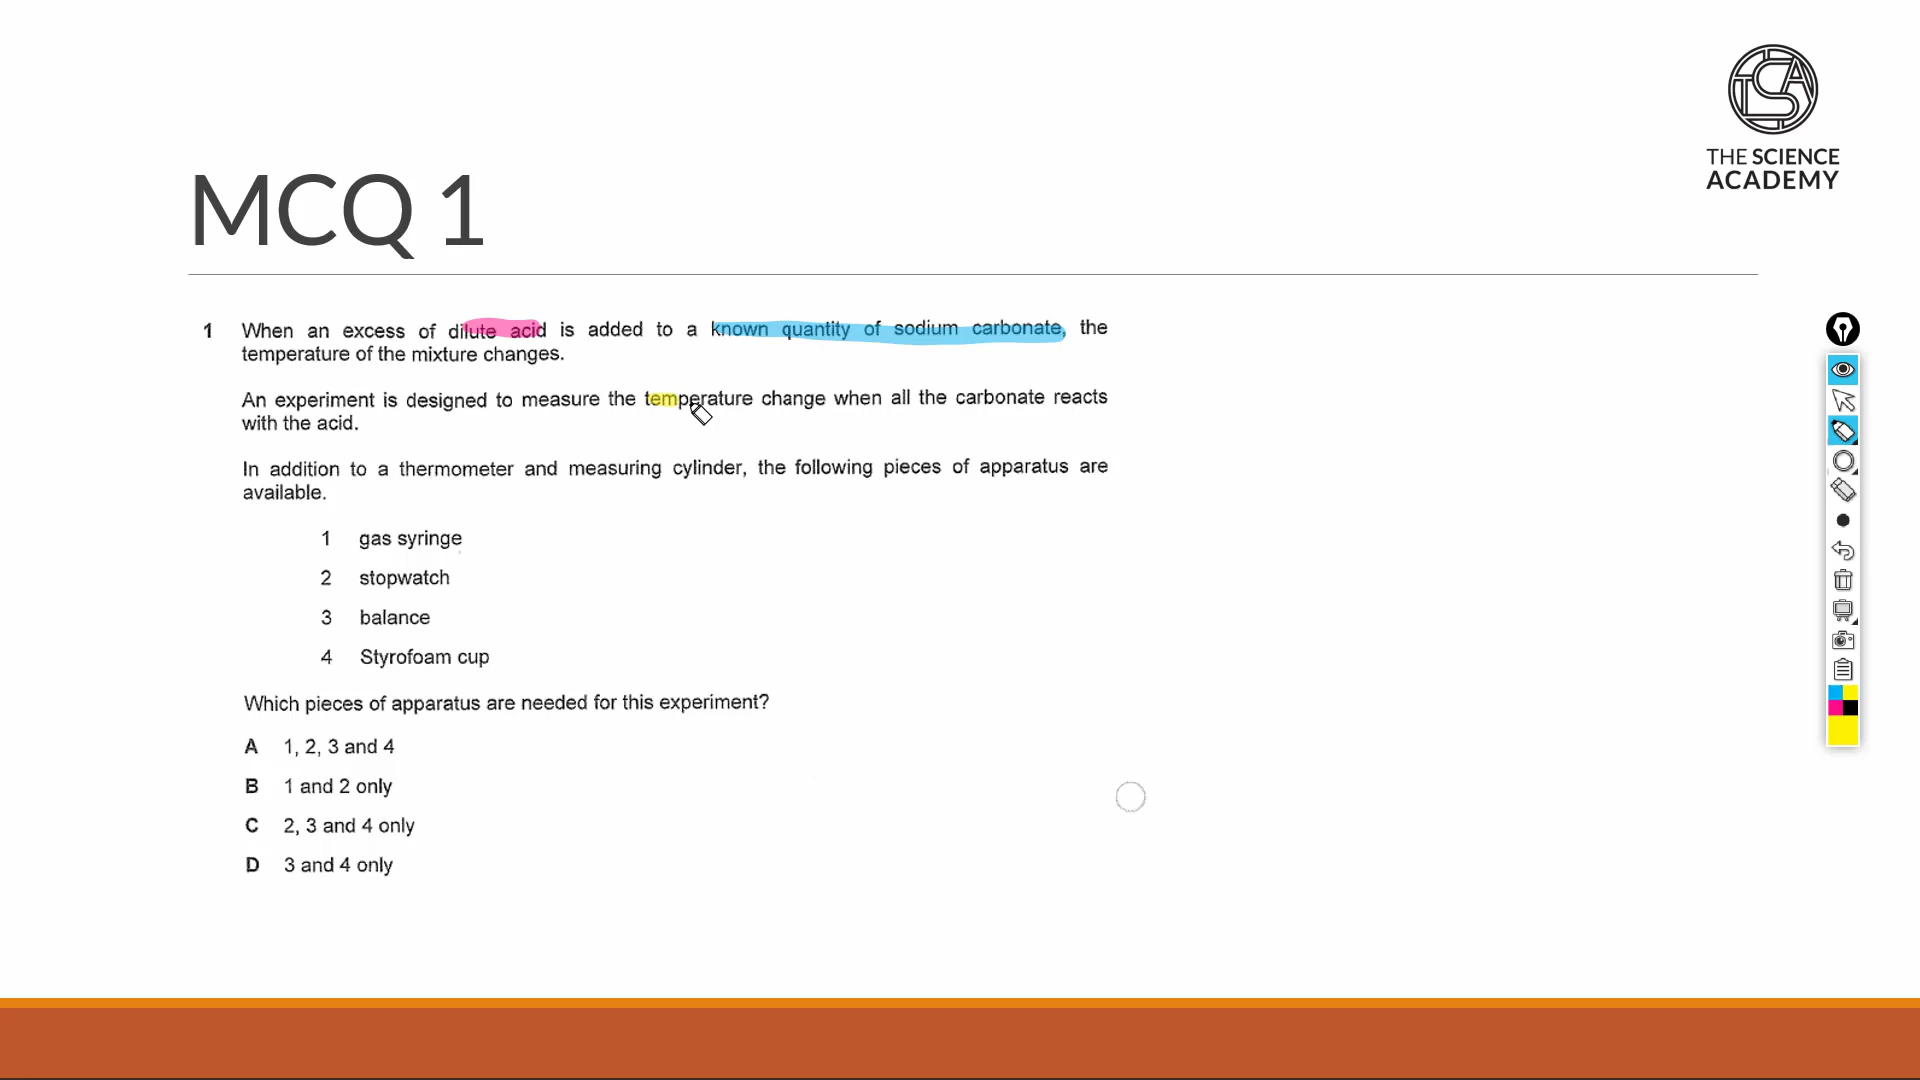 THE SCIENCE
ACADEMY
MCQ 1
1 When an excess of dilute acid is added to a known quantity of sodium carbonate, the
temperature of the mixture changes.
An experiment is designed to measure the temperature change when all the carbonate reacts
with the acid.
In addition to a thermometer and measuring cylinder, the following pieces of apparatus are
available.
1 gas syringe
2 stopwatch
3 balance
4 Styrofoam cup
Which pieces of apparatus are needed for this experiment?
A 1, 2, 3 and 4
B 1 and 2 only
C 2, 3 and 4 only
D 3 and 4 only